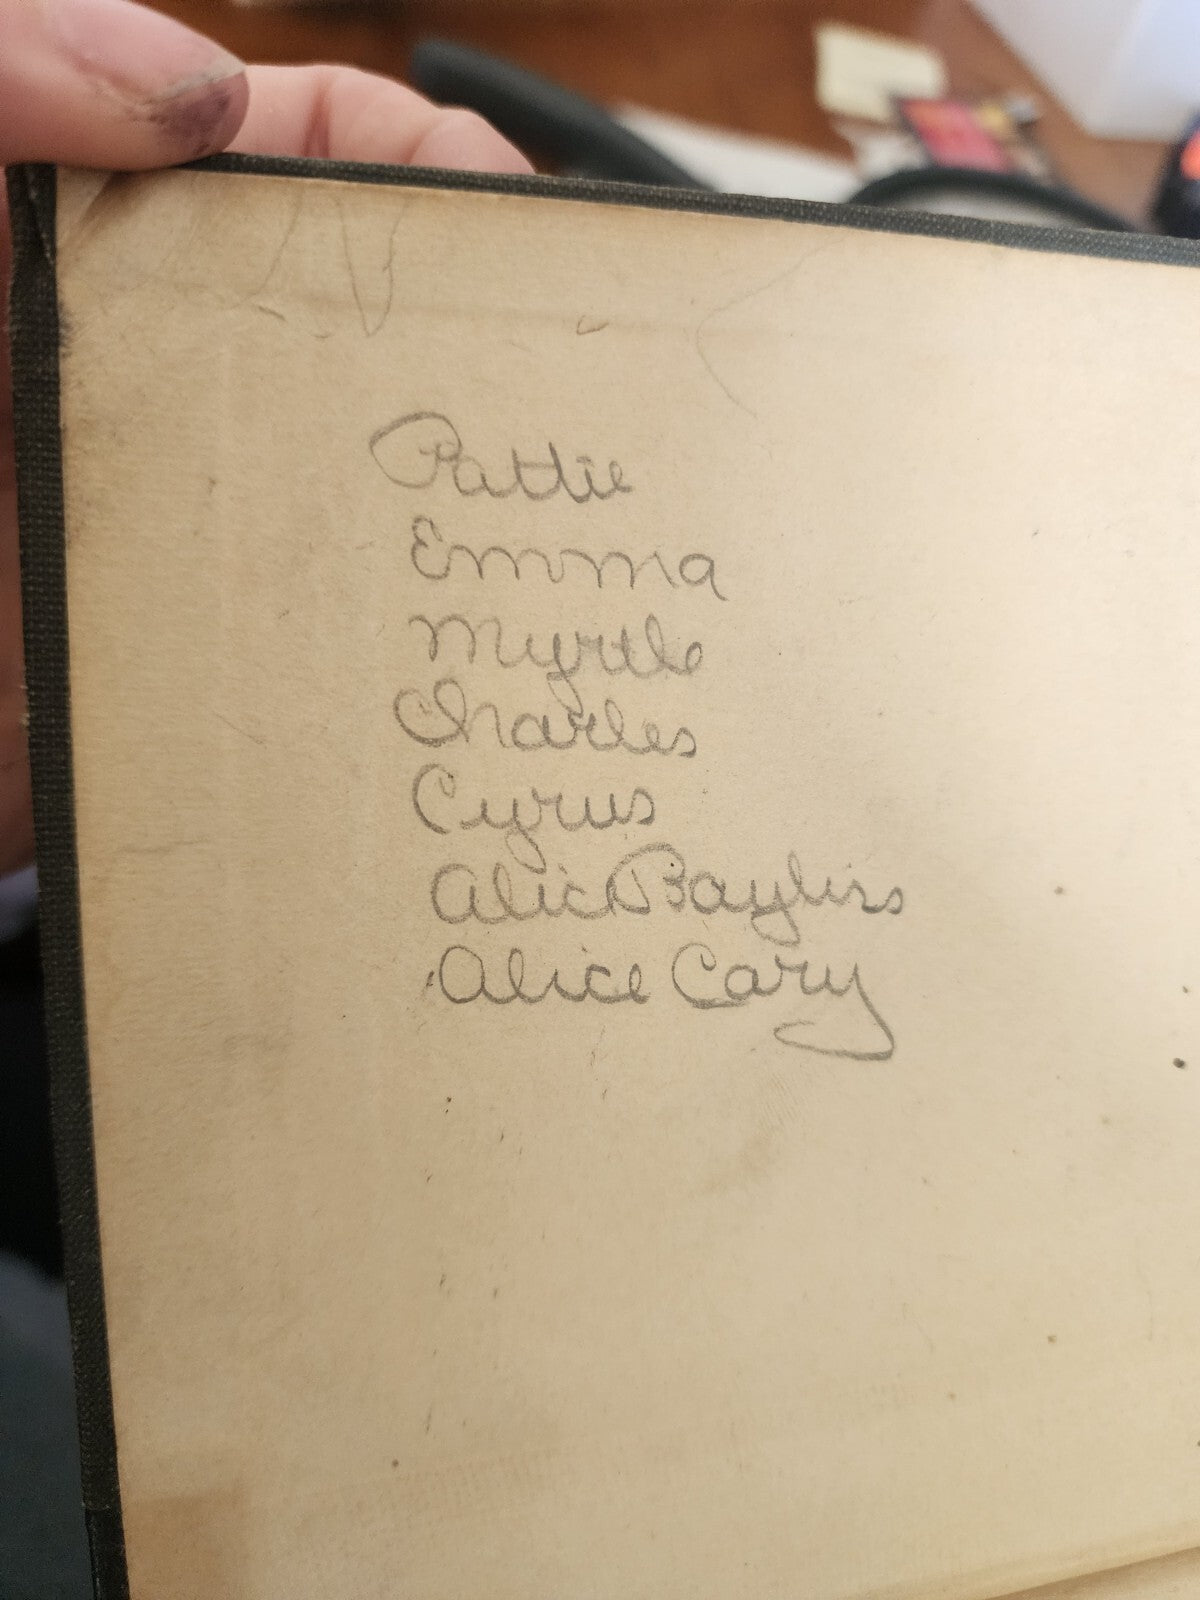 Pattie
Emma
Myrtle
Charles
Cyrus
Alice Bayliss
Alice Cary